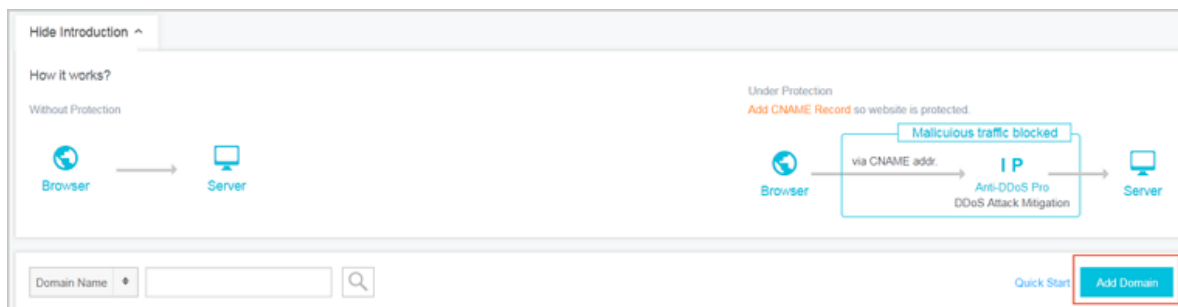 Hide Introduction
How it works?
Without Protection
Browser
Server
Under Protection
Add CNAME Record so website is protected.
Malicuious traffic blocked
via CNAME addr.
IP
Anti-DDoS Pro
DDoS Attack Mitigation
Browser
Server
Domain Name
Quick Start
Add Domain